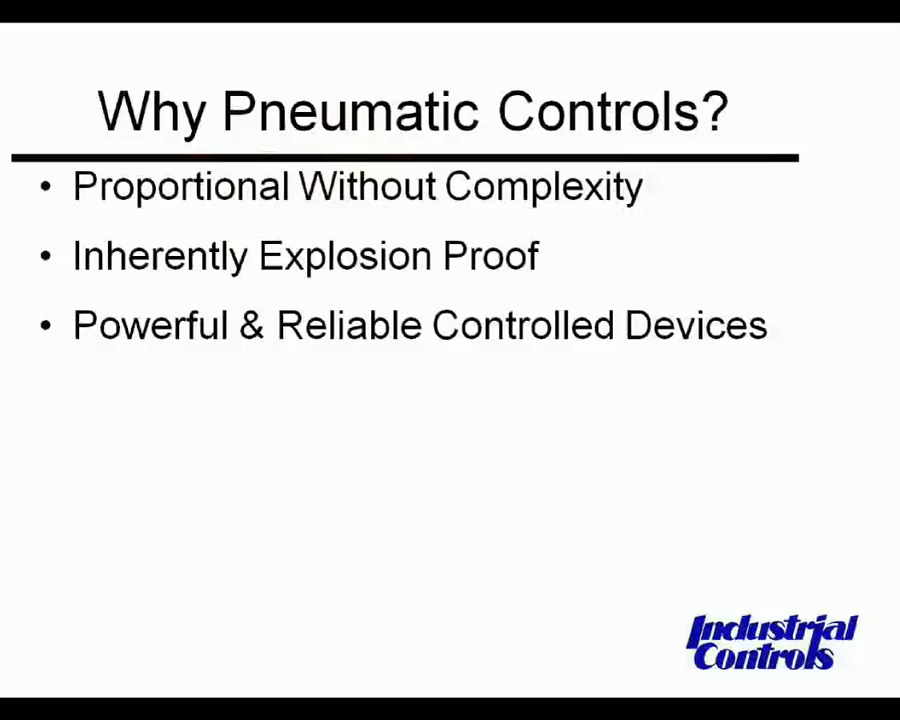 Why Pneumatic Controls?
• Proportional Without Complexity
• Inherently Explosion Proof
• Powerful & Reliable Controlled Devices
Industrial
Controls